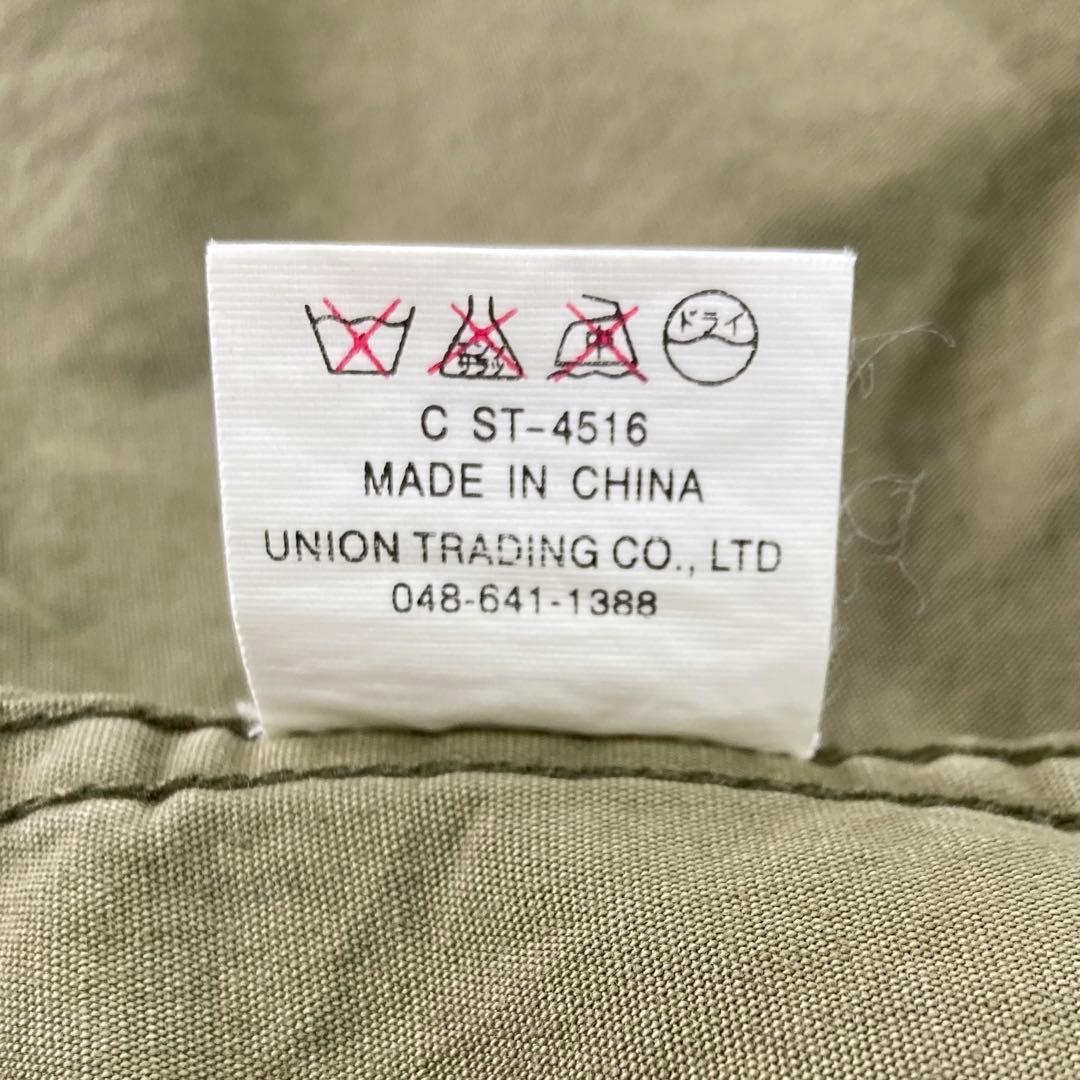 ドライ
C ST-4516
MADE IN CHINA
UNION TRADING CO., LTD
048-641-1388